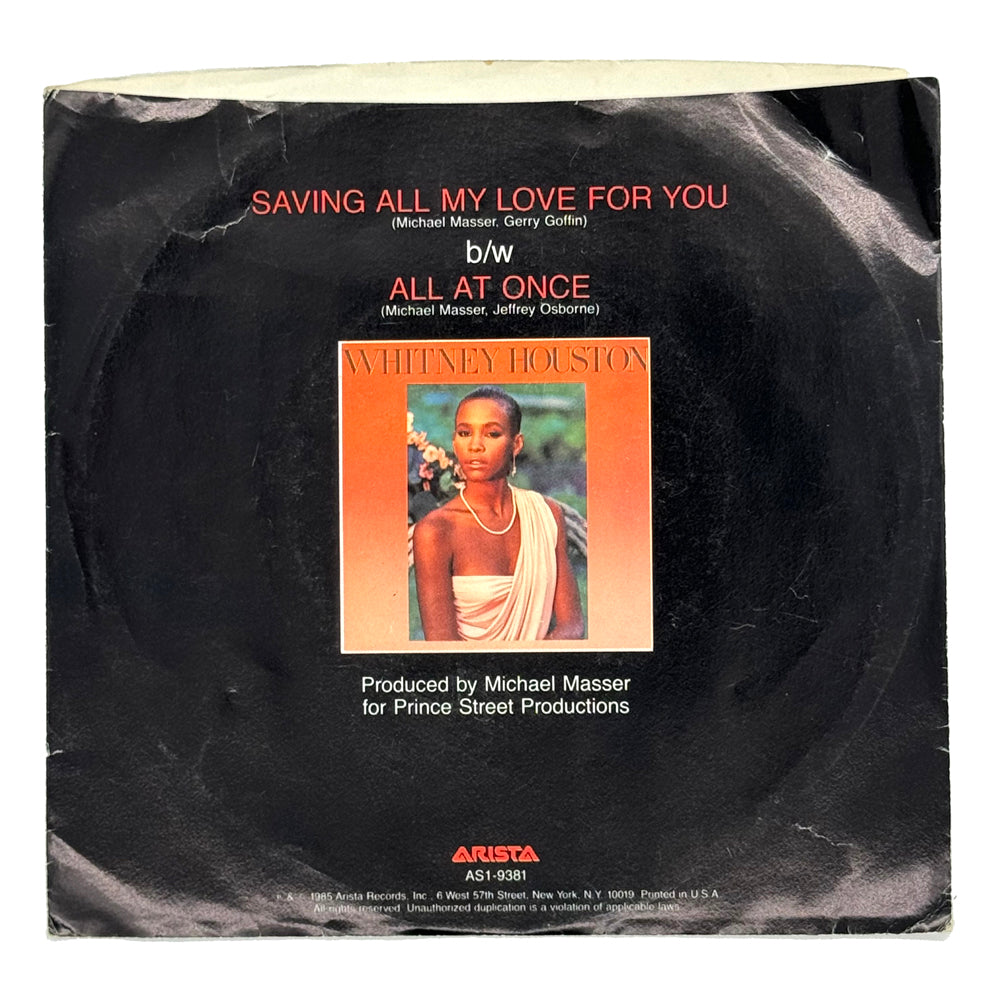 SAVING ALL MY LOVE FOR YOU
(Michael Masser, Gerry Goffin)
b/w
ALL AT ONCE
(Michael Masser, Jeffrey Osborne)
WHITNEY HOUSTON
Produced by Michael Masser
for Prince Street Productions
ARISTA
AS1-9381
& 1985 Arista Records, Inc., 6 West 57th Street, New York, N.Y. 10019. Printed in U.S.A.
All rights reserved. Unauthorized duplication is a violation of applicable laws.